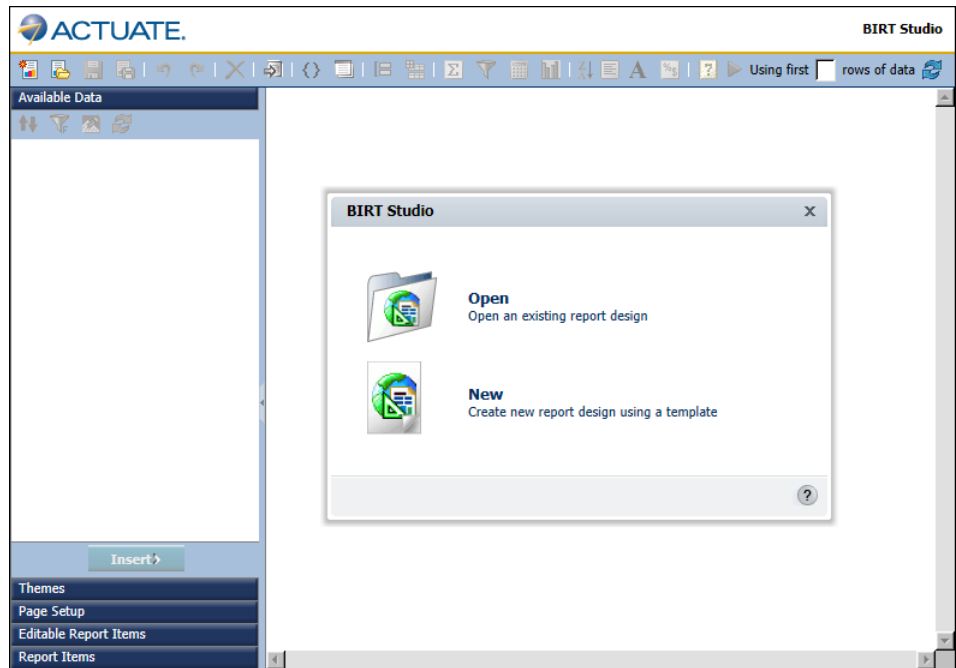 ACTUATE.
BIRT Studio
Using first rows of data
Available Data
BIRT Studio
x
Open
Open an existing report design
New
Create new report design using a template
?
Insert
Themes
Page Setup
Editable Report Items
Report Items